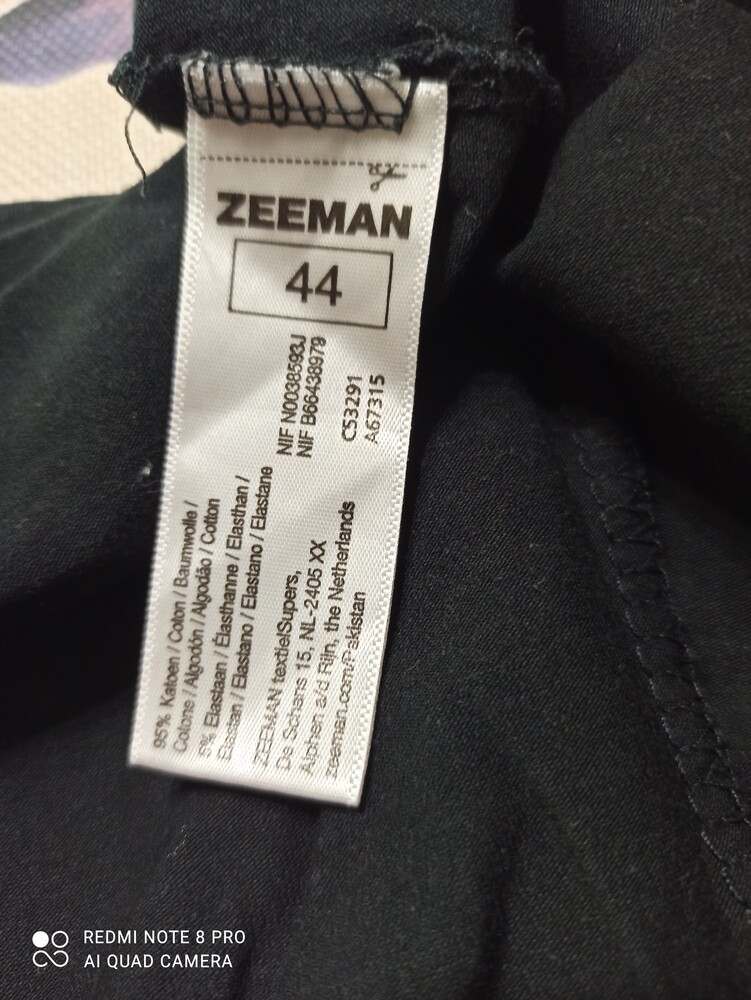 ZEEMAN
44
NIF N0038593J
NIF B66438979
C53291
A67315
95% Katoen / Coton / Baumwolle /
Cotone / Algodón / Algodão / Cotton
5% Elastaan / Élasthanne / Elasthan /
Elastan / Elastano / Elastano / Elastane
ZEEMAN textielSupers,
De Schans 15, NL-2405 XX
Alphen a/d Rijn, the Netherlands
zeeman.com/Pakistan
REDMI NOTE 8 PRO
AI QUAD CAMERA